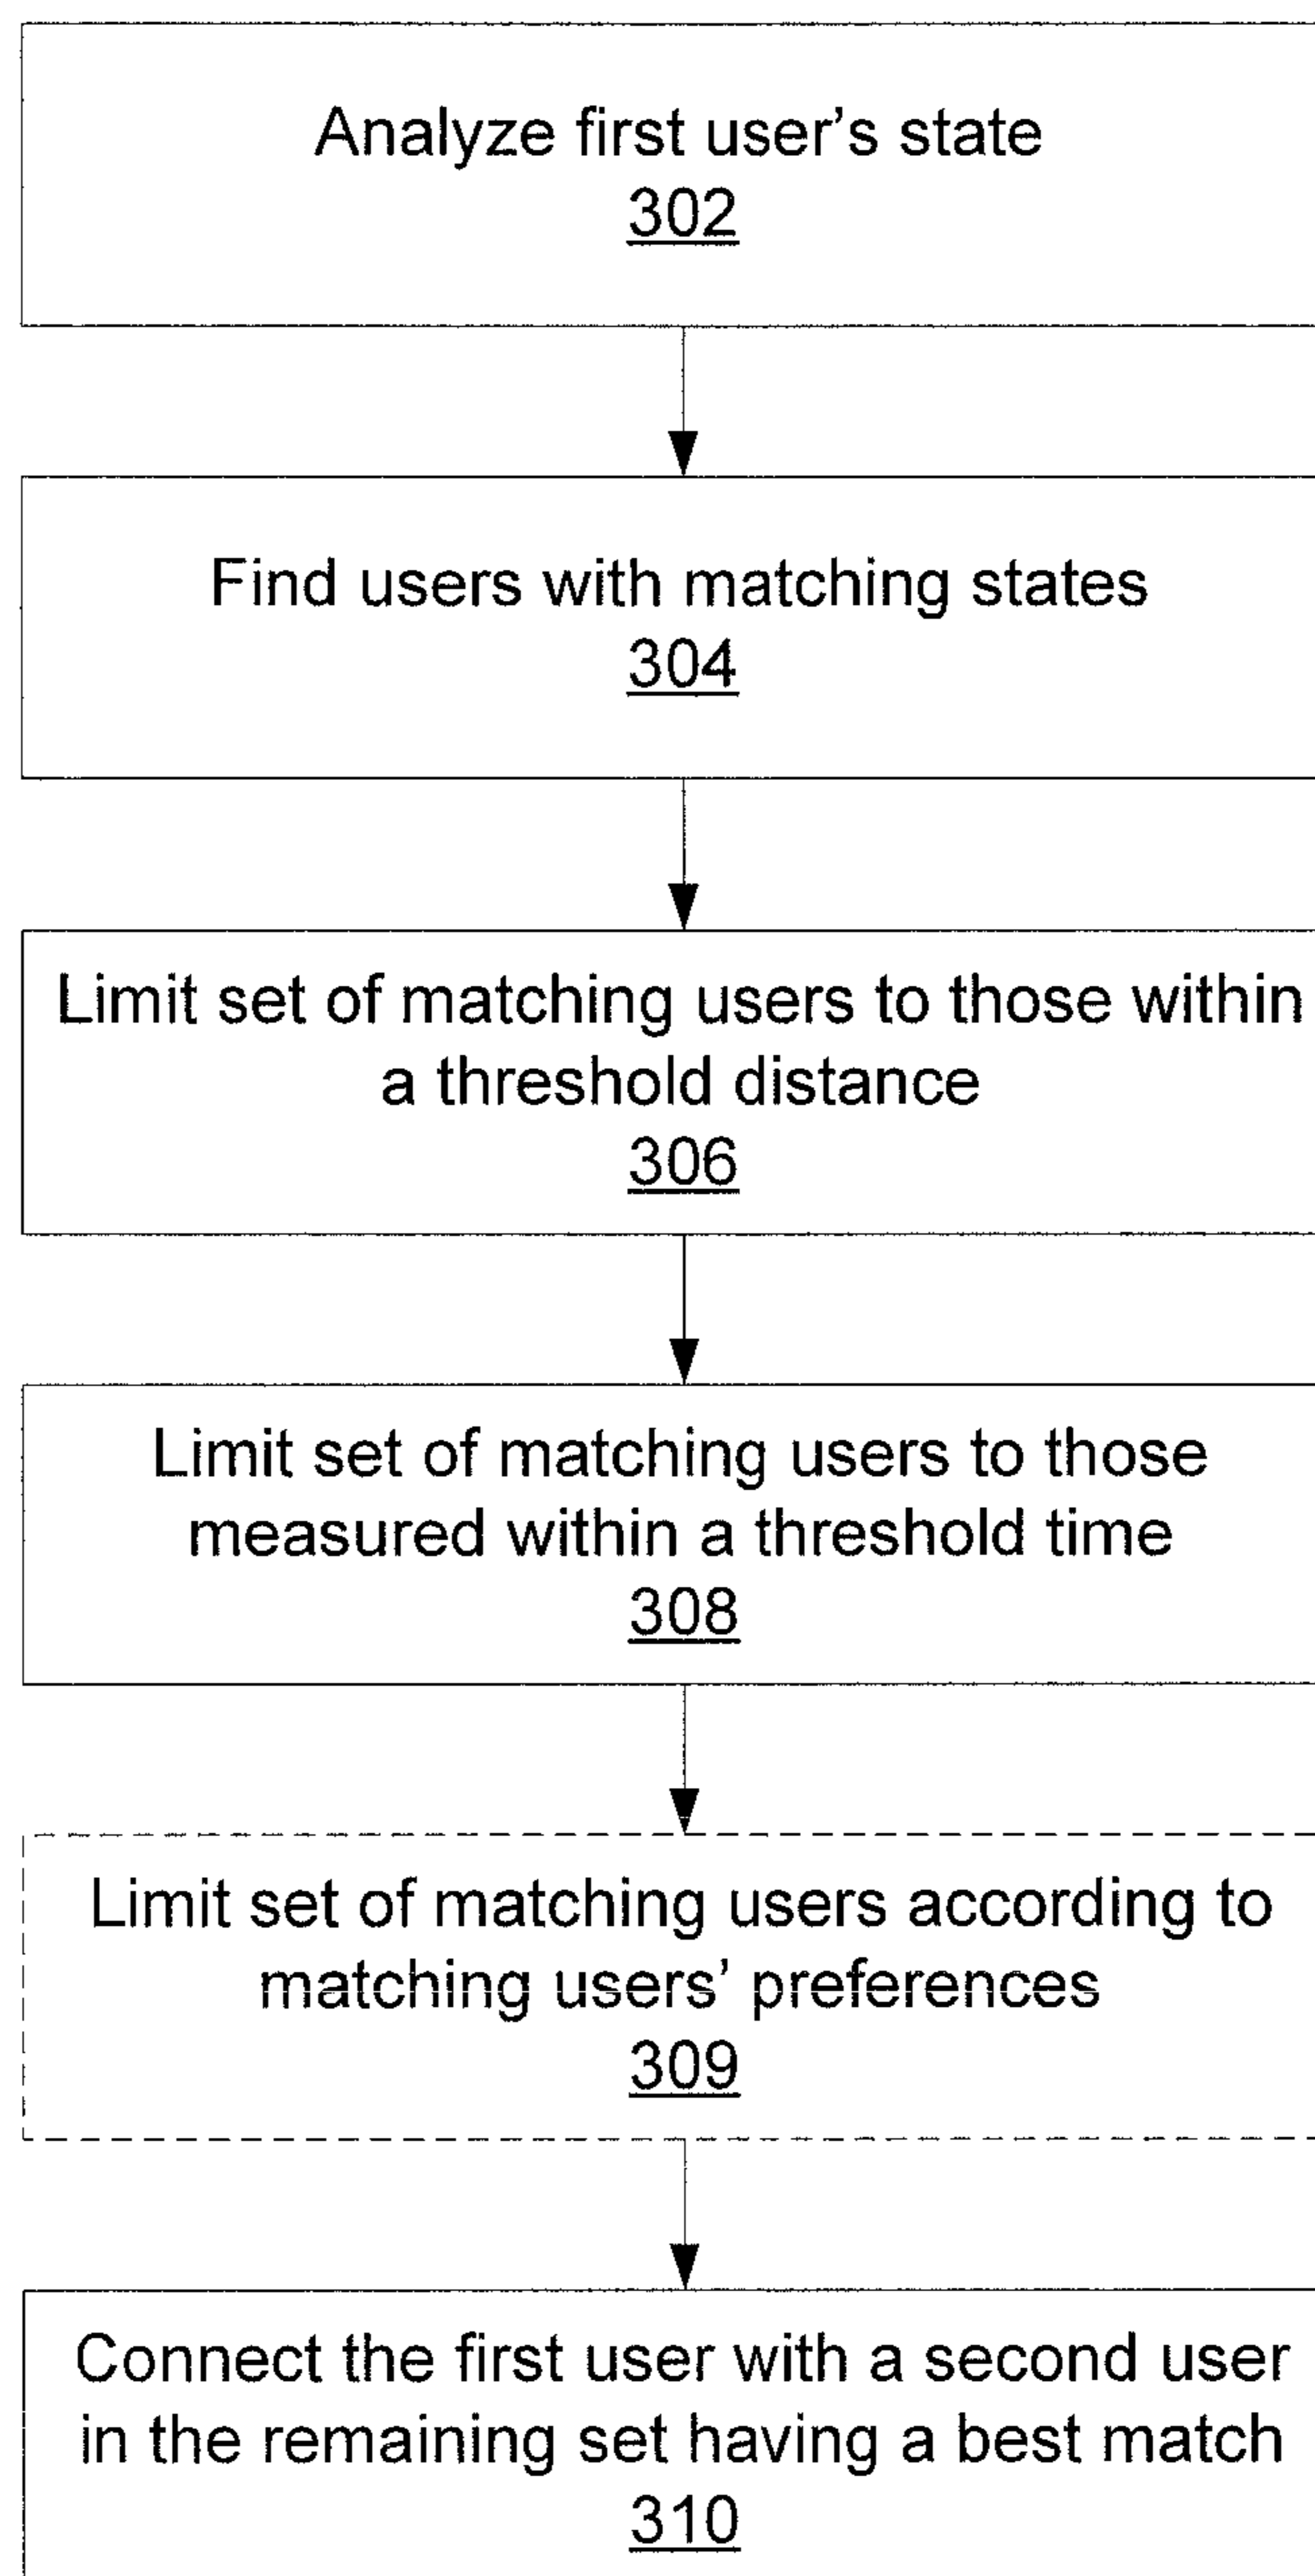 Analyze first user’s state
302
Find users with matching states
304
Limit set of matching users to those within
a threshold distance
306
Limit set of matching users to those
measured within a threshold time
308
Limit set of matching users according to
matching users’ preferences
309
Connect the first user with a second user
in the remaining set having a best match
310